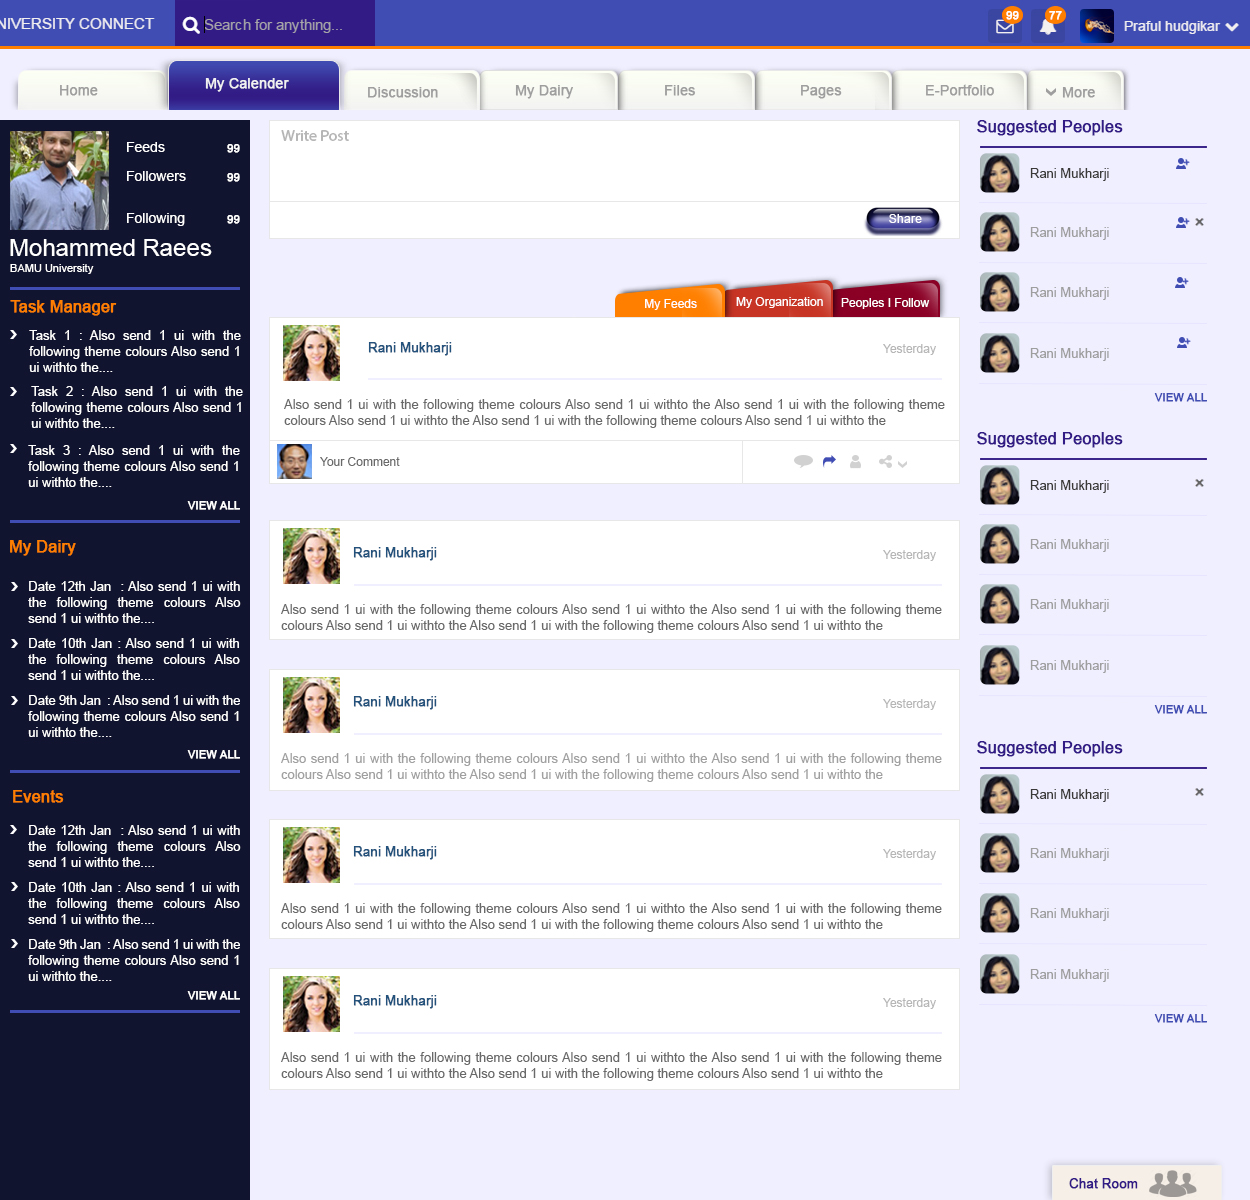 NIVERSITY CONNECT
Search for anything...
99
77
Praful hudgikar
Home
My Calender
Discussion
My Dairy
Files
Pages
E-Portfolio
More
Feeds 99
Followers 99
Following 99
Mohammed Raees
BAMU University
Task Manager
Task 1 : Also send 1 ui with the
following theme colours Also send 1
ui withto the....
Task 2 : Also send 1 ui with the
following theme colours Also send 1
ui withto the....
Task 3 : Also send 1 ui with the
following theme colours Also send 1
ui withto the....
VIEW ALL
My Dairy
Date 12th Jan : Also send 1 ui with
the following theme colours Also
send 1 ui withto the....
Date 10th Jan : Also send 1 ui with
the following theme colours Also
send 1 ui withto the....
Date 9th Jan : Also send 1 ui with the
following theme colours Also send 1
ui withto the....
VIEW ALL
Events
Date 12th Jan : Also send 1 ui with
the following theme colours Also
send 1 ui withto the....
Date 10th Jan : Also send 1 ui with
the following theme colours Also
send 1 ui withto the....
Date 9th Jan : Also send 1 ui with the
following theme colours Also send 1
ui withto the....
VIEW ALL
Write Post
Share
My Feeds
My Organization
Peoples I Follow
Rani Mukharji
Yesterday
Also send 1 ui with the following theme colours Also send 1 ui withto the Also send 1 ui with the following theme
colours Also send 1 ui withto the Also send 1 ui with the following theme colours Also send 1 ui withto the
Your Comment
Rani Mukharji
Yesterday
Also send 1 ui with the following theme colours Also send 1 ui withto the Also send 1 ui with the following theme
colours Also send 1 ui withto the Also send 1 ui with the following theme colours Also send 1 ui withto the
Rani Mukharji
Yesterday
Also send 1 ui with the following theme colours Also send 1 ui withto the Also send 1 ui with the following theme
colours Also send 1 ui withto the Also send 1 ui with the following theme colours Also send 1 ui withto the
Rani Mukharji
Yesterday
Also send 1 ui with the following theme colours Also send 1 ui withto the Also send 1 ui with the following theme
colours Also send 1 ui withto the Also send 1 ui with the following theme colours Also send 1 ui withto the
Rani Mukharji
Yesterday
Also send 1 ui with the following theme colours Also send 1 ui withto the Also send 1 ui with the following theme
colours Also send 1 ui withto the Also send 1 ui with the following theme colours Also send 1 ui withto the
Suggested Peoples
Rani Mukharji
Rani Mukharji
Rani Mukharji
Rani Mukharji
VIEW ALL
Suggested Peoples
Rani Mukharji
Rani Mukharji
Rani Mukharji
Rani Mukharji
VIEW ALL
Suggested Peoples
Rani Mukharji
Rani Mukharji
Rani Mukharji
Rani Mukharji
VIEW ALL
Chat Room